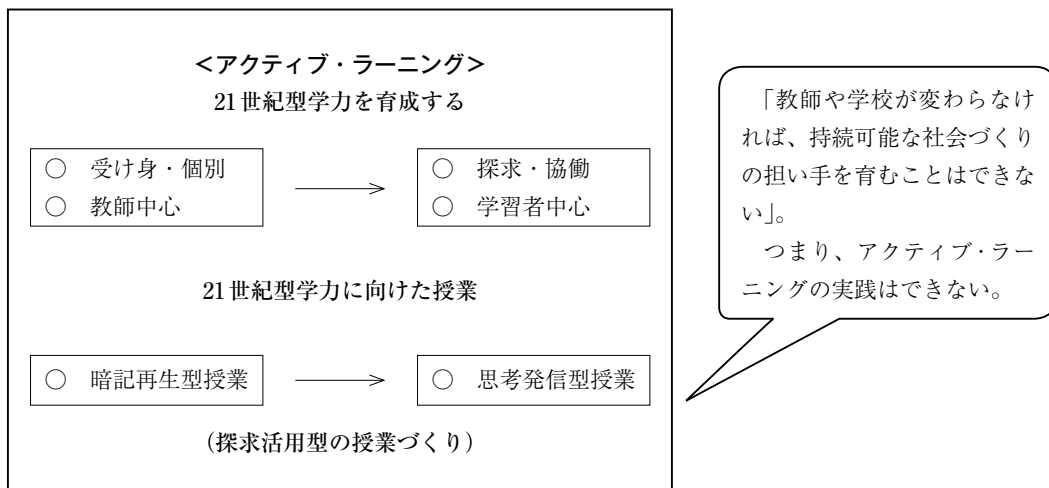 <アクティブ・ラーニング>
21世紀型学力を育成する
○ 受け身・個別
○ 教師中心
○ 探求・協働
○ 学習者中心
21世紀型学力に向けた授業
○ 暗記再生型授業
○ 思考発信型授業
(探求活用型の授業づくり)
「教師や学校が変わらなけ
れば、持続可能な社会づくり
の担い手を育むことはできな
い」。
つまり、アクティブ・ラー
ニングの実践はできない。